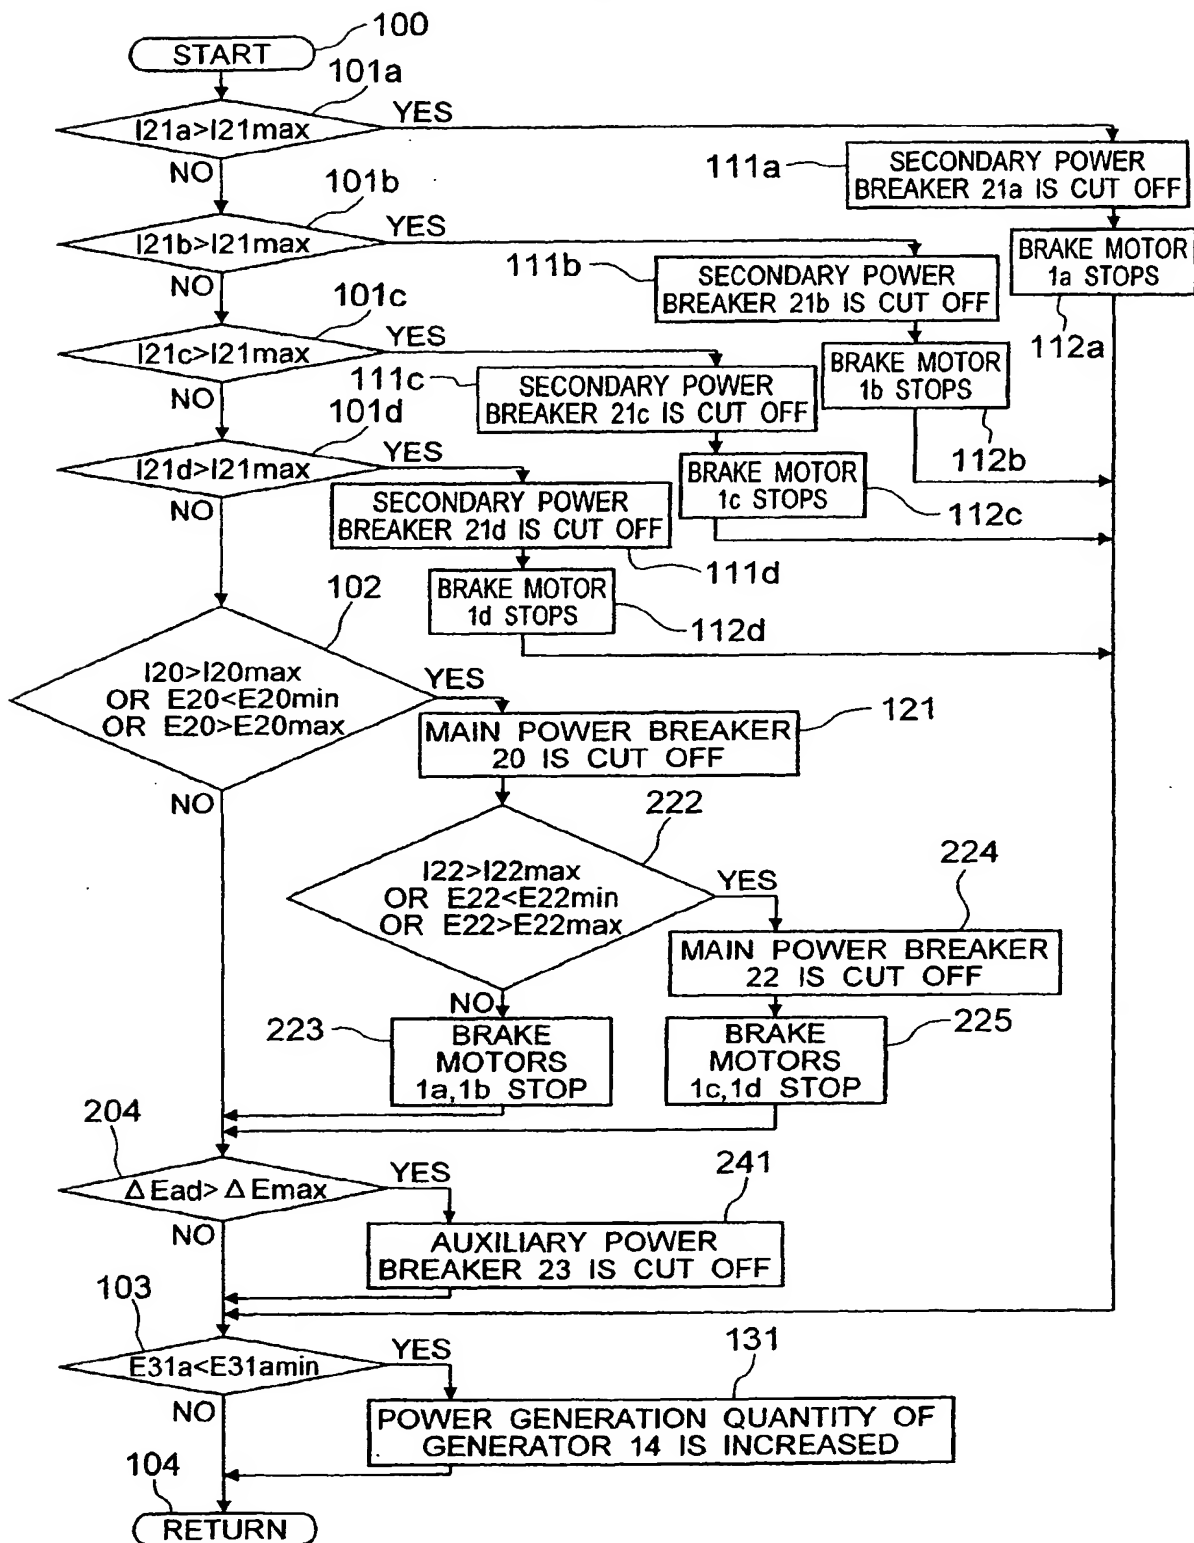 100
START
101a
I21a>I21max
YES
NO
111a
SECONDARY POWER
BREAKER 21a IS CUT OFF
101b
I21b>I21max
YES
NO
BRAKE MOTOR
1a STOPS
112a
111b
SECONDARY POWER
BREAKER 21b IS CUT OFF
101c
I21c>I21max
YES
NO
BRAKE MOTOR
1b STOPS
112b
111c
SECONDARY POWER
BREAKER 21c IS CUT OFF
101d
I21d>I21max
YES
NO
BRAKE MOTOR
1c STOPS
112c
SECONDARY POWER
BREAKER 21d IS CUT OFF
111d
BRAKE MOTOR
1d STOPS
112d
102
I20>I20max
OR E20<E20min
OR E20>E20max
YES
NO
121
MAIN POWER BREAKER
20 IS CUT OFF
222
I22>I22max
OR E22<E22min
OR E22>E22max
YES
NO
224
MAIN POWER BREAKER
22 IS CUT OFF
223
BRAKE
MOTORS
1a,1b STOP
225
BRAKE
MOTORS
1c,1d STOP
204
ΔEad>ΔEmax
YES
NO
241
AUXILIARY POWER
BREAKER 23 IS CUT OFF
103
E31a<E31amin
YES
NO
131
POWER GENERATION QUANTITY OF
GENERATOR 14 IS INCREASED
104
RETURN